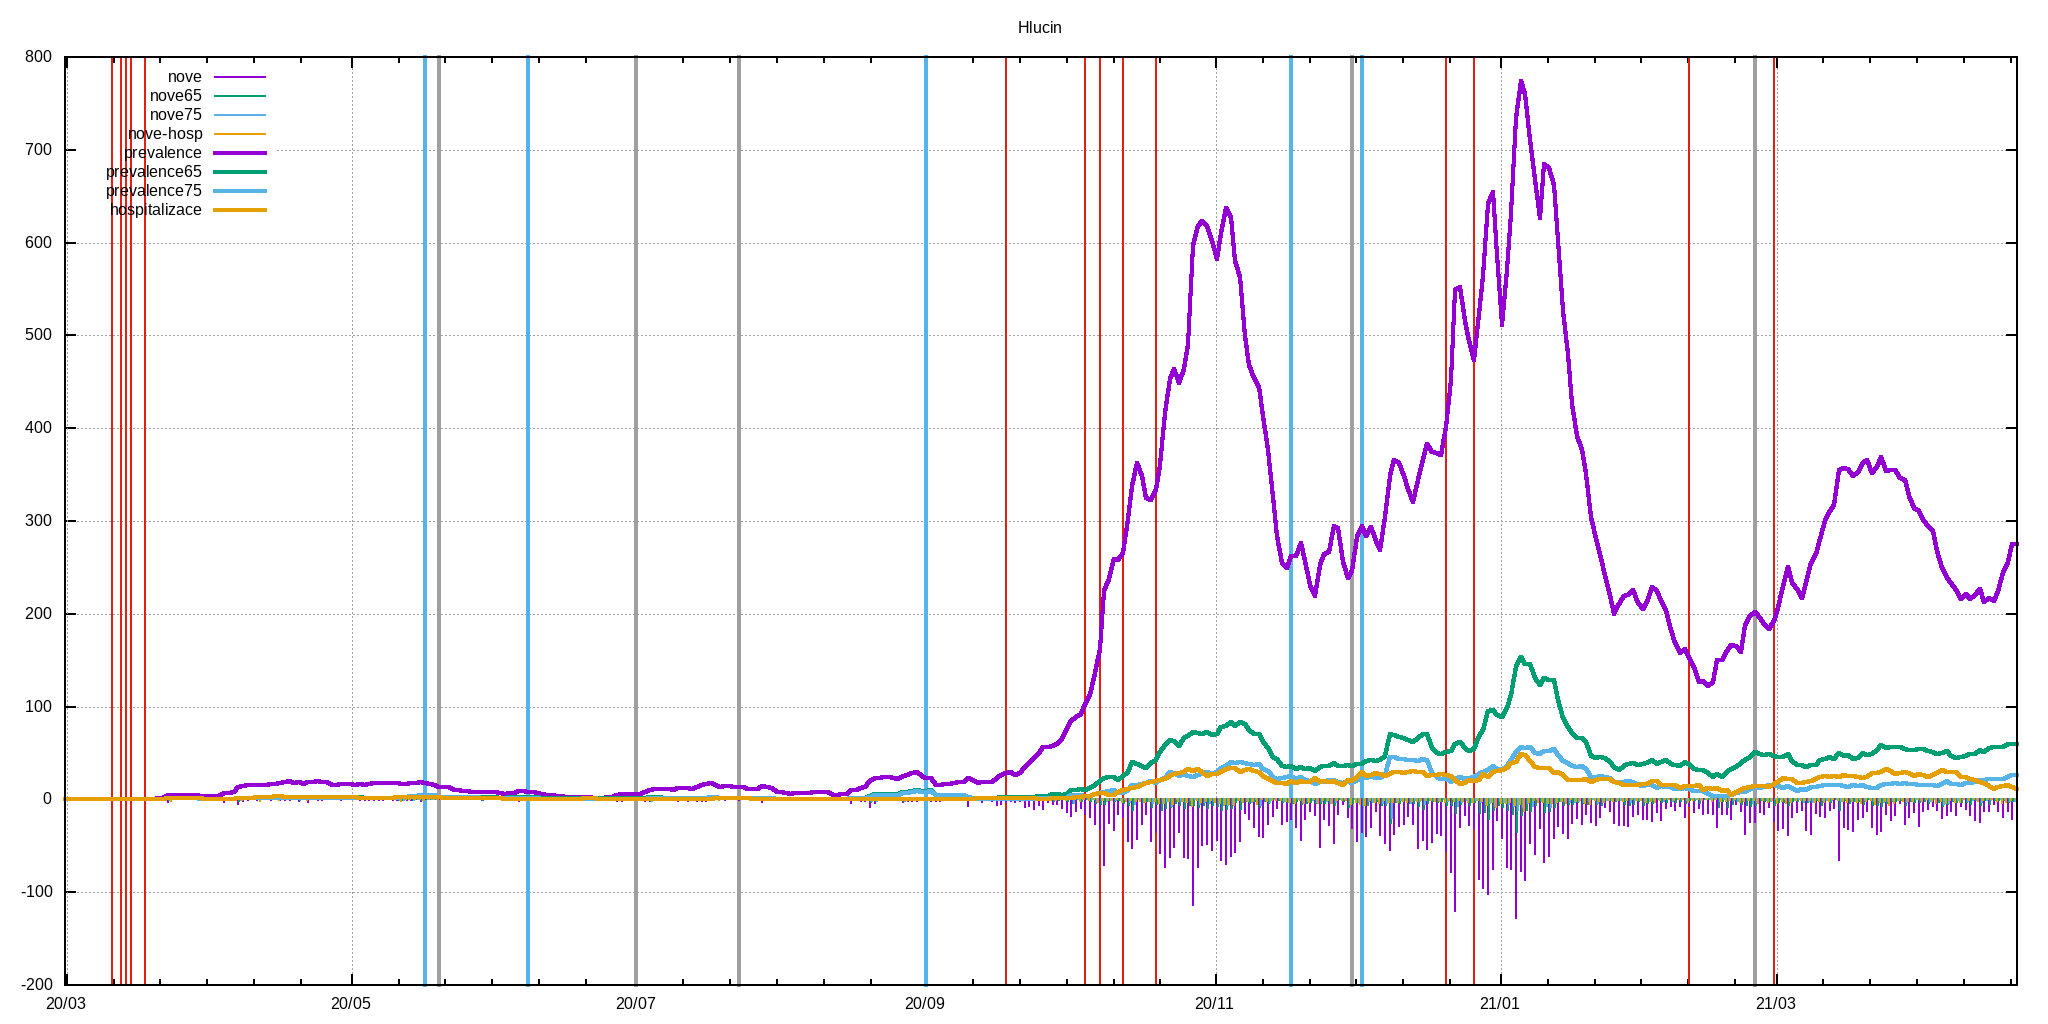 Hlucin
800
700
600
500
400
300
200
100
0
-100
-200
nove
nove65
nove75
nove-hosp
prevalence
prevalence65
prevalence75
hospitalizace
20/03 20/05 20/07 20/09 20/11 21/01 21/03